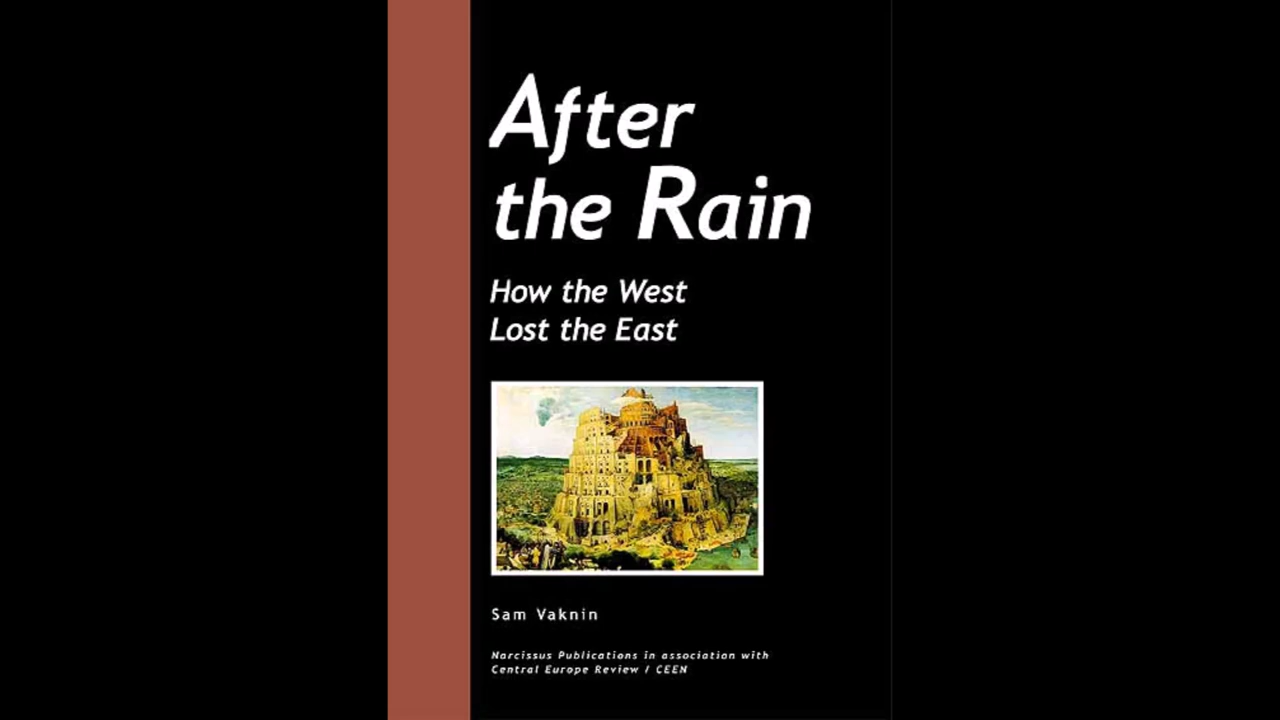 After
the Rain
How the West
Lost the East
Sam Vaknin
Narcissus Publications in association with
Central Europe Review / CEEN